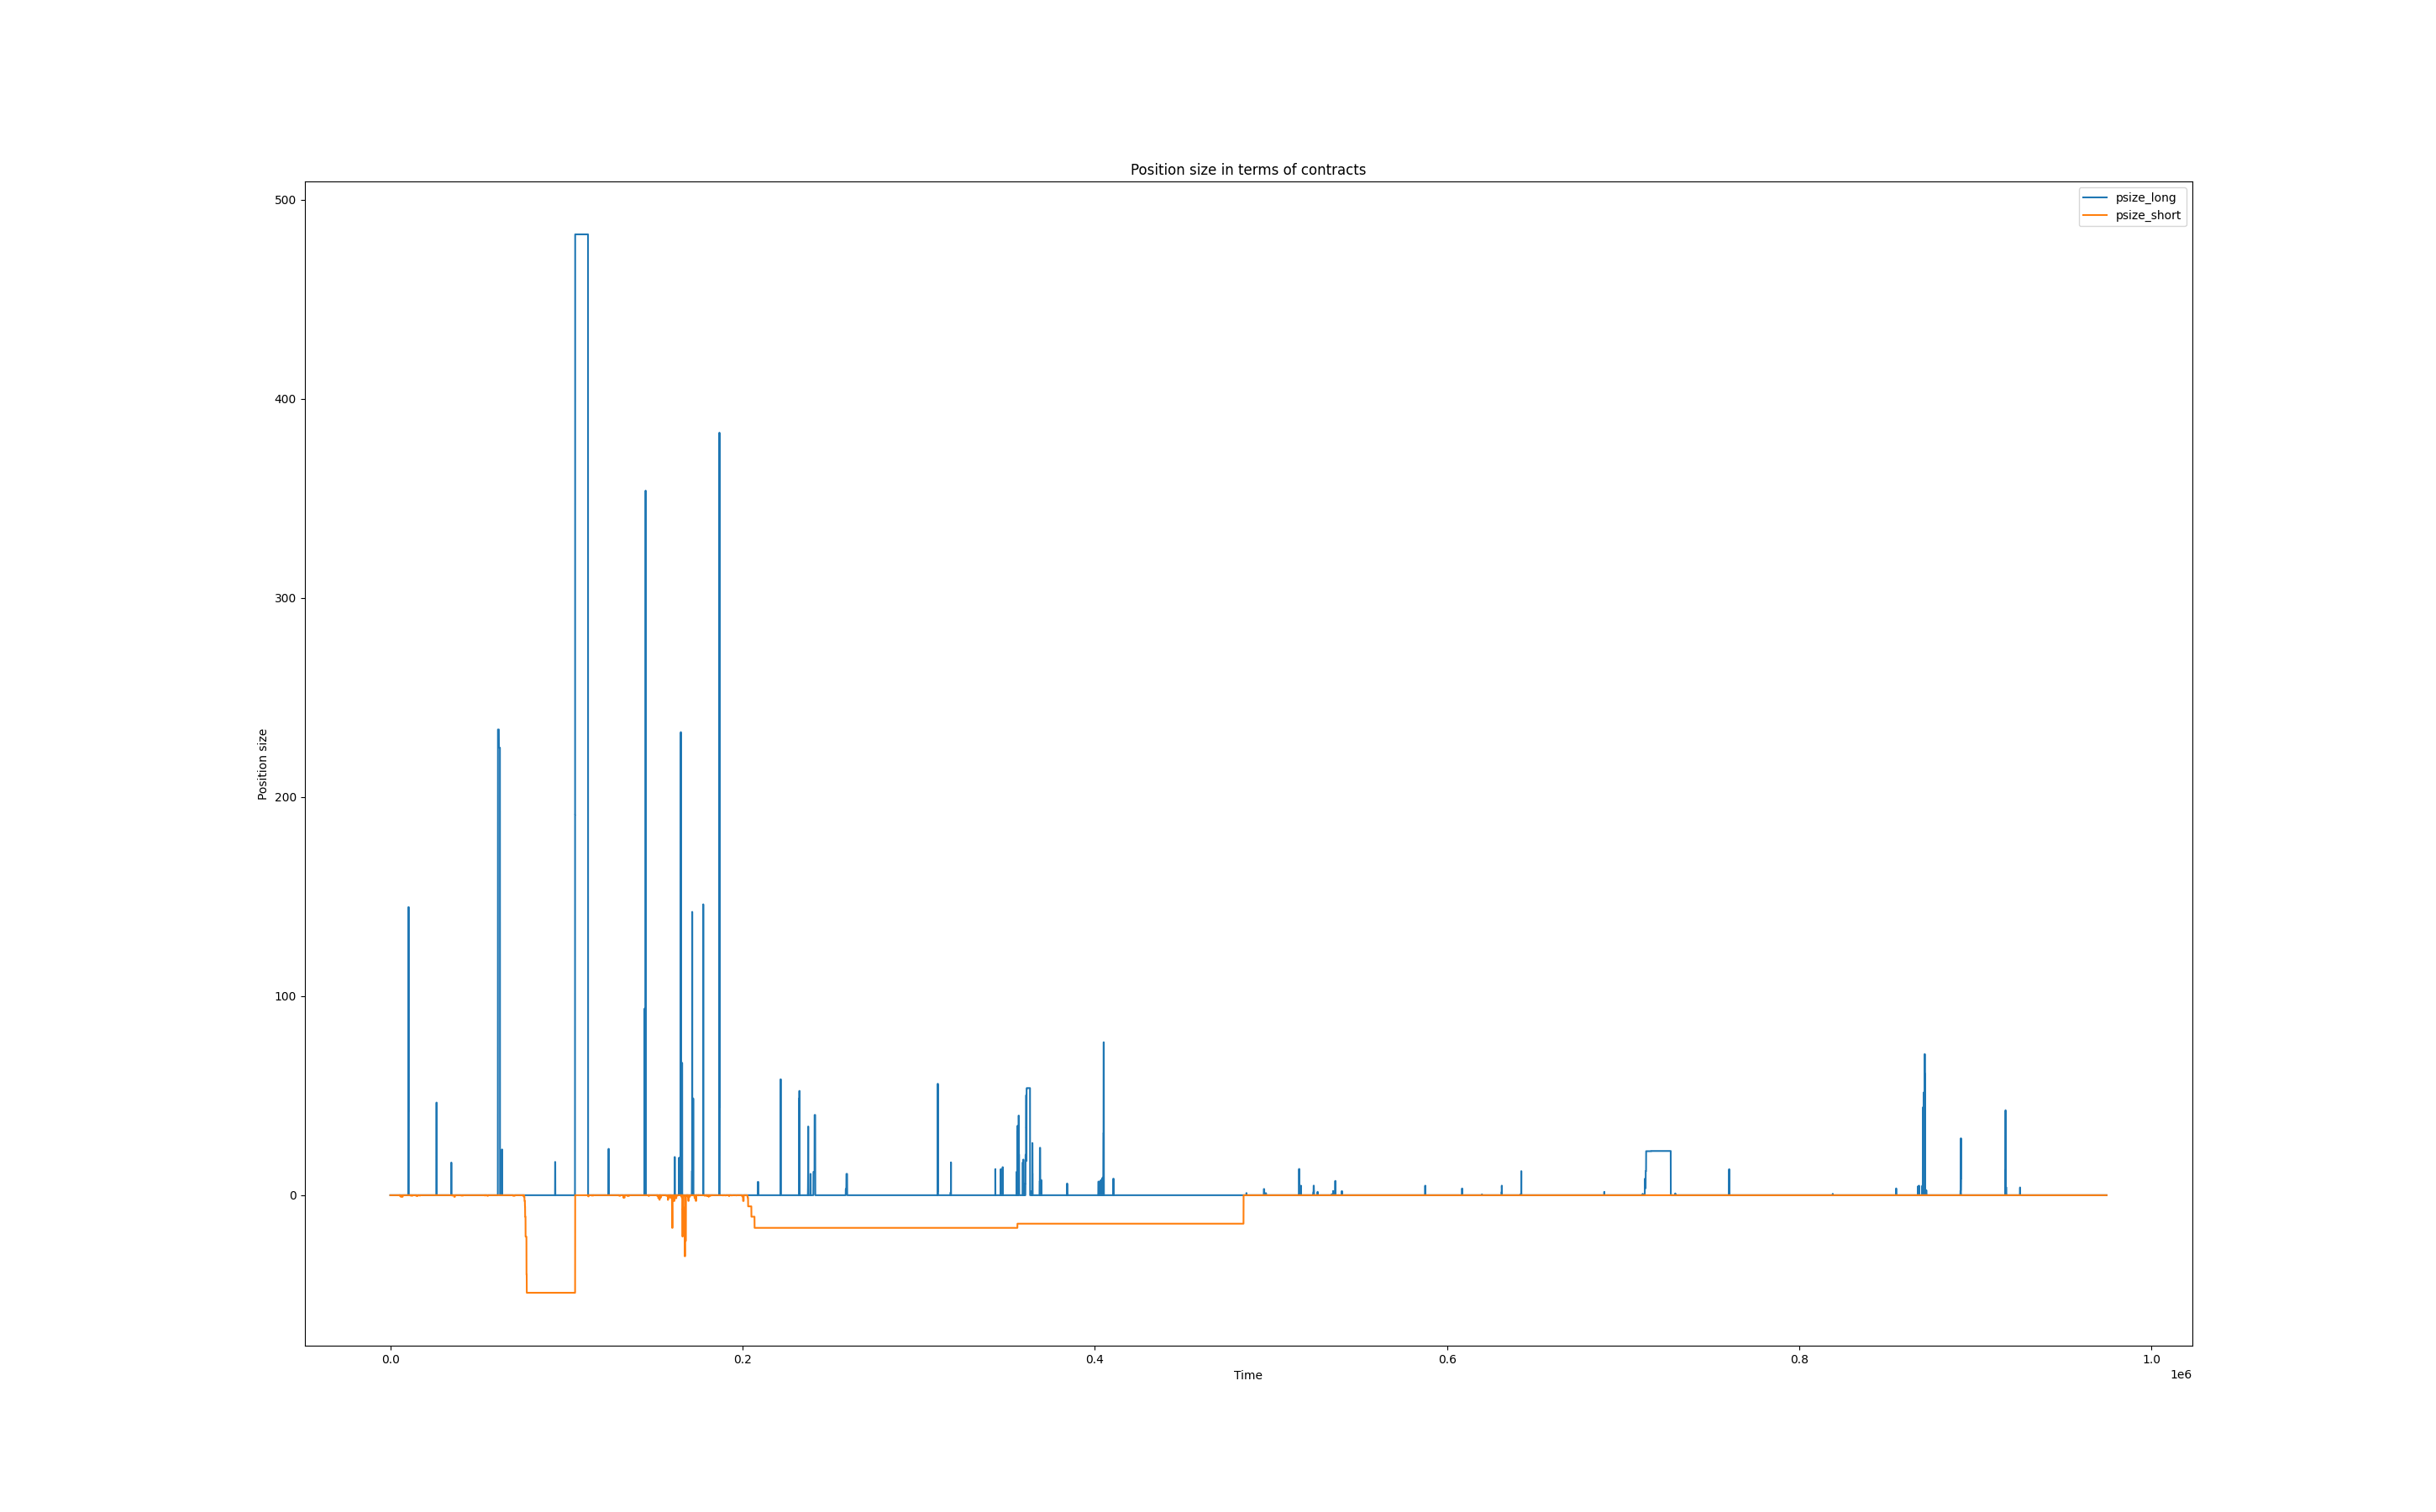 Position size in terms of contracts
psize_long
psize_short
500
400
300
200
100
0
Position size
0.0 0.2 0.4 0.6 0.8 1.0
1e6
Time